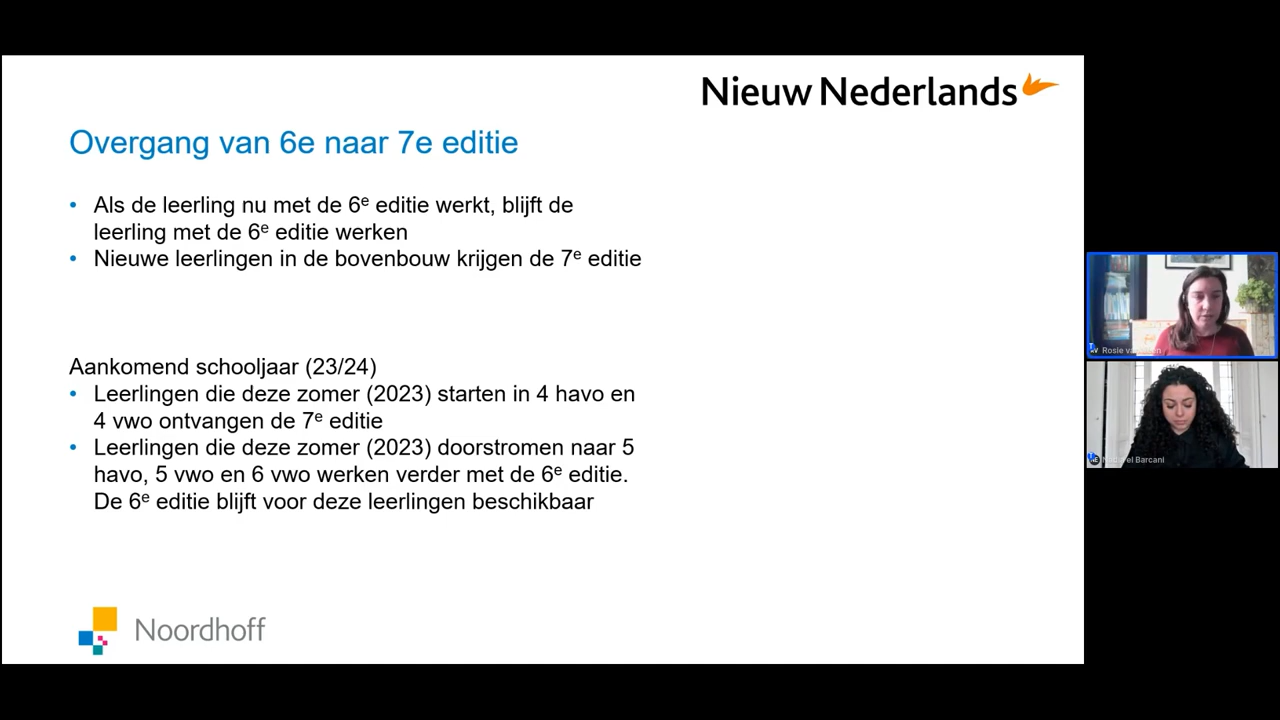 Nieuw Nederlands
Overgang van 6e naar 7e editie
• Als de leerling nu met de 6e editie werkt, blijft de
leerling met de 6e editie werken
• Nieuwe leerlingen in de bovenbouw krijgen de 7e editie
Aankomend schooljaar (23/24)
• Leerlingen die deze zomer (2023) starten in 4 havo en
4 vwo ontvangen de 7e editie
• Leerlingen die deze zomer (2023) doorstromen naar 5
havo, 5 vwo en 6 vwo werken verder met de 6e editie.
De 6e editie blijft voor deze leerlingen beschikbaar
Noordhoff
Rosie
Barcani